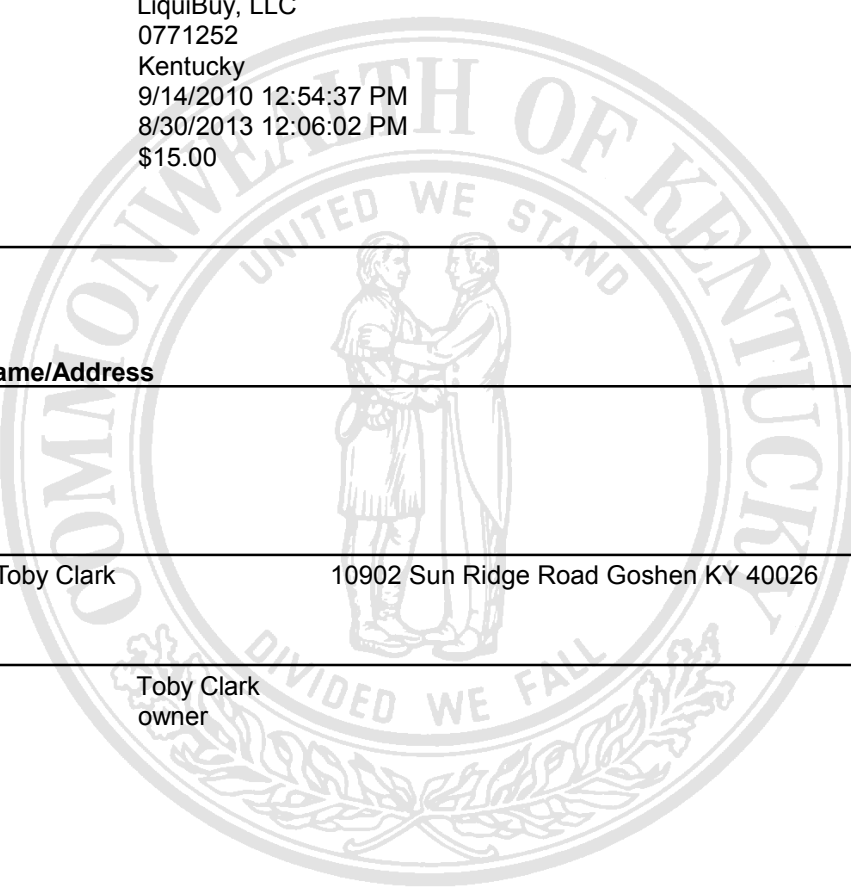 LiquiBuy, LLC
0771252
Kentucky
9/14/2010 12:54:37 PM
8/30/2013 12:06:02 PM
$15.00
COMMONWEALTH OF KENTUCKY
UNITED WE STAND
ame/Address
Toby Clark 10902 Sun Ridge Road Goshen KY 40026
DIVIDED WE FALL
Toby Clark
owner